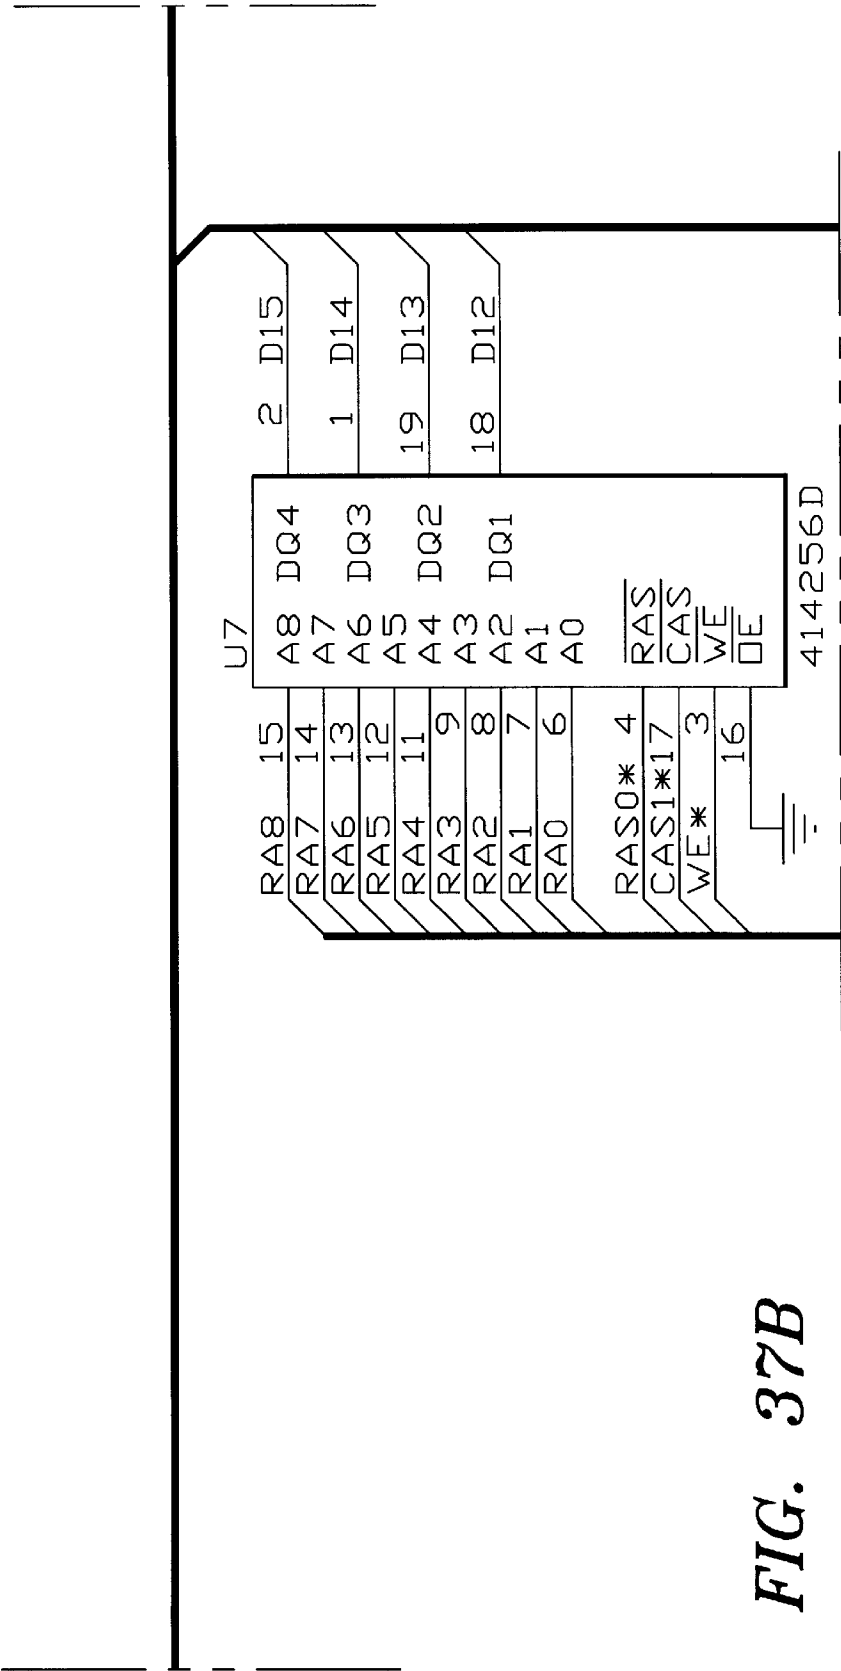 U7
RA8 15 A8 DQ4 2 D15
RA7 14 A7
RA6 13 A6 DQ3 1 D14
RA5 12 A5
RA4 11 A4 DQ2 19 D13
RA3 9 A3
RA2 8 A2 DQ1 18 D12
RA1 7 A1
RA0 6 A0
RAS0* 4 RAS
CAS1* 17 CAS
WE* 3 WE
16 OE
414256D
FIG. 37B